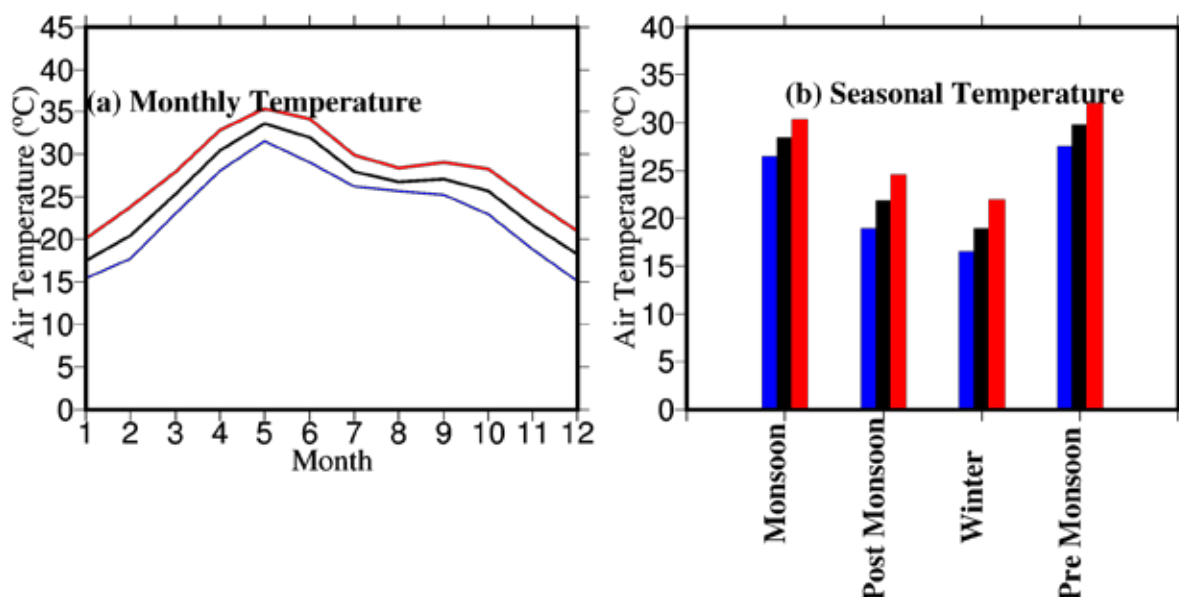 45
40
35
30
25
20
15
10
5
0
Air Temperature (ºC)
(a) Monthly Temperature
1 2 3 4 5 6 7 8 9 10 11 12
Month
40
35
30
25
20
15
10
5
0
Air Temperature (ºC)
(b) Seasonal Temperature
Monsoon
Post Monsoon
Winter
Pre Monsoon